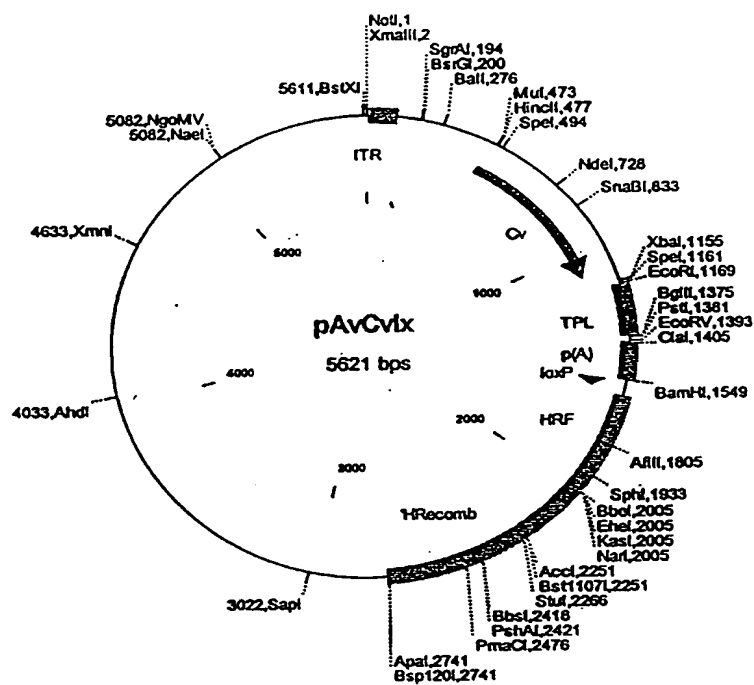 NotI,1
XmaIII,2
SgrAI,194
BsrGI,200
BalI,276
5611,BstXI
MluI,473
HincII,477
SpeI,494
5082,NgoMIV
5082,NaeI
ITR
NdeI,728
SnaBI,833
4633,XmnI
5000
Cv
XbaI,1155
SpeI,1161
EcoRI,1169
1000
BglII,1375
PstI,1381
EcoRV,1393
ClaI,1405
pAvCvlx
TPL
p(A)
5621 bps
loxP
BamHI,1549
4000
4033,AhdI
HRF
2000
AflII,1805
3000
SphI,1933
BboI,2005
EheI,2005
KasI,2005
NarI,2005
'HRecomb
AccI,2251
Bst1107I,2251
StuI,2266
3022,SapI
BbsI,2418
PshAI,2421
PmaCI,2476
ApaI,2741
Bsp120I,2741